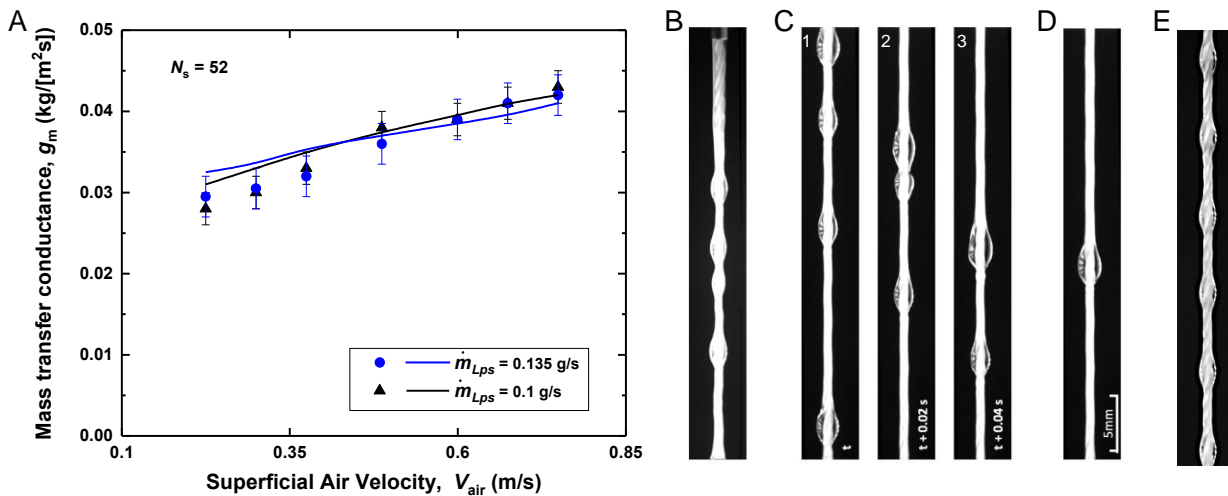 A
Mass transfer conductance, gm (kg/[m²s])
0.05
0.04
0.03
0.02
0.01
0.00
Ns = 52
ṁLps = 0.135 g/s
ṁLps = 0.1 g/s
0.1
0.35
0.6
0.85
Superficial Air Velocity, Vair (m/s)
B
C
1
t
2
t + 0.02 s
3
t + 0.04 s
D
5mm
E